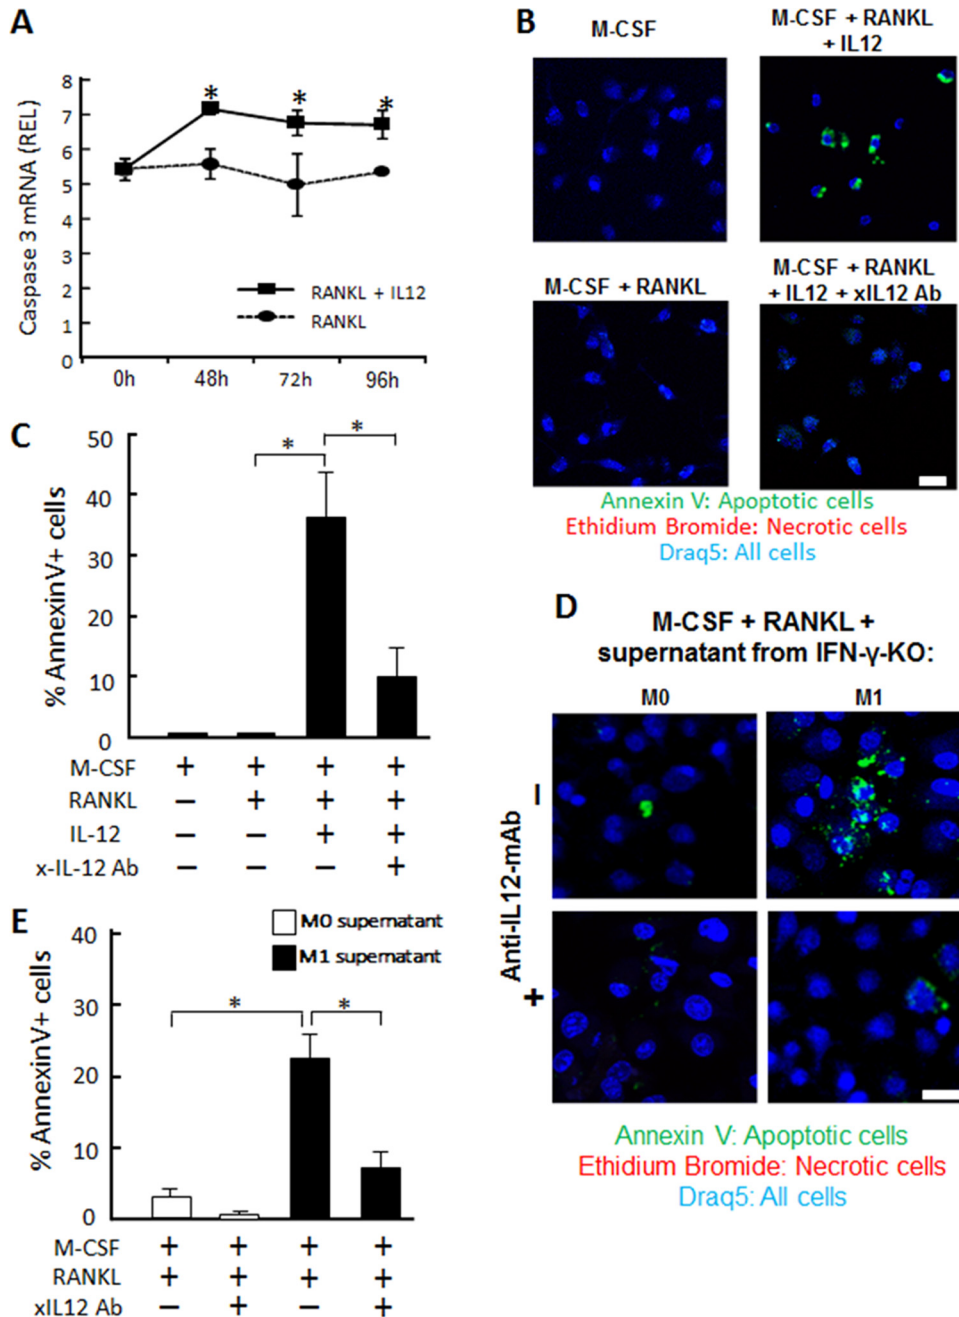 A
8
7
6
5
4
3
2
1
0
Caspase 3 mRNA (REL)
* * *
RANKL + IL12
RANKL
0h 48h 72h 96h
B
M-CSF
M-CSF + RANKL
+ IL12
M-CSF + RANKL
M-CSF + RANKL
+ IL12 + xIL12 Ab
Annexin V: Apoptotic cells
Ethidium Bromide: Necrotic cells
Draq5: All cells
C
50
40
30
20
10
0
% AnnexinV+ cells
* *
M-CSF + + + +
RANKL – + + +
IL-12 – – + +
x-IL-12 Ab – – – +
D
M-CSF + RANKL +
supernatant from IFN-γ-KO:
M0 M1
Anti-IL12-mAb
–
+
Annexin V: Apoptotic cells
Ethidium Bromide: Necrotic cells
Draq5: All cells
E
40
30
20
10
0
% AnnexinV+ cells
M0 supernatant
M1 supernatant
* *
M-CSF + + + +
RANKL + + + +
xIL12 Ab – + – +